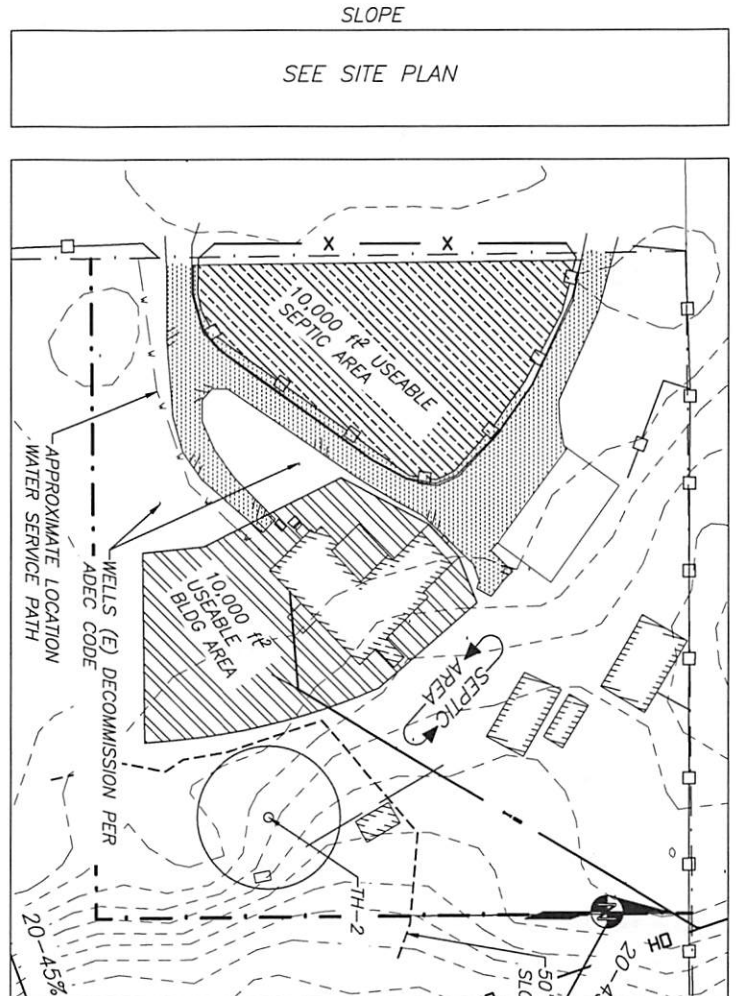 SLOPE
SEE SITE PLAN
X
X
10,000 ft² USEABLE
SEPTIC AREA
APPROXIMATE LOCATION
WATER SERVICE PATH
WELLS (E) DECOMMISSION PER
ADEC CODE
10,000 ft²
USEABLE
BLDG AREA
SEPTIC
AREA
TH-2
OH
20-45%